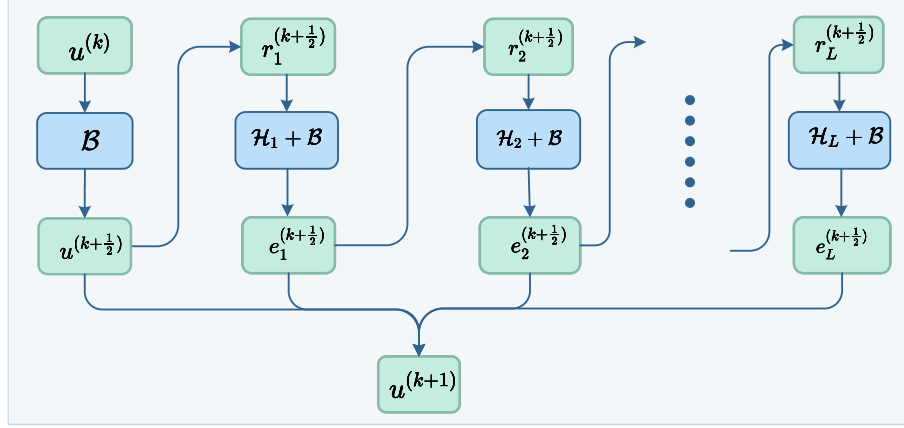 u^{(k)}
r_1^{(k+\frac{1}{2})}
r_2^{(k+\frac{1}{2})}
r_L^{(k+\frac{1}{2})}
\mathcal{B}
\mathcal{H}_1 + \mathcal{B}
\mathcal{H}_2 + \mathcal{B}
\mathcal{H}_L + \mathcal{B}
u^{(k+\frac{1}{2})}
e_1^{(k+\frac{1}{2})}
e_2^{(k+\frac{1}{2})}
e_L^{(k+\frac{1}{2})}
u^{(k+1)}